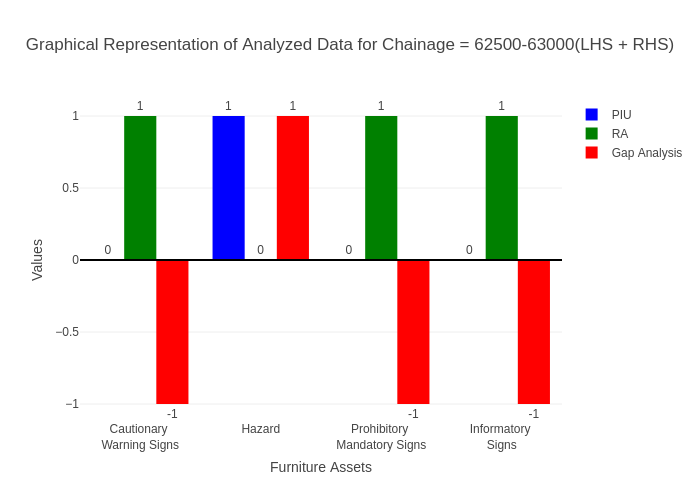 Graphical Representation of Analyzed Data for Chainage = 62500-63000(LHS + RHS)
PIU
RA
Gap Analysis
Values
1
0.5
0
−0.5
−1
0
1
-1
1
0
1
0
1
-1
0
1
-1
Cautionary
Warning Signs
Hazard
Prohibitory
Mandatory Signs
Informatory
Signs
Furniture Assets